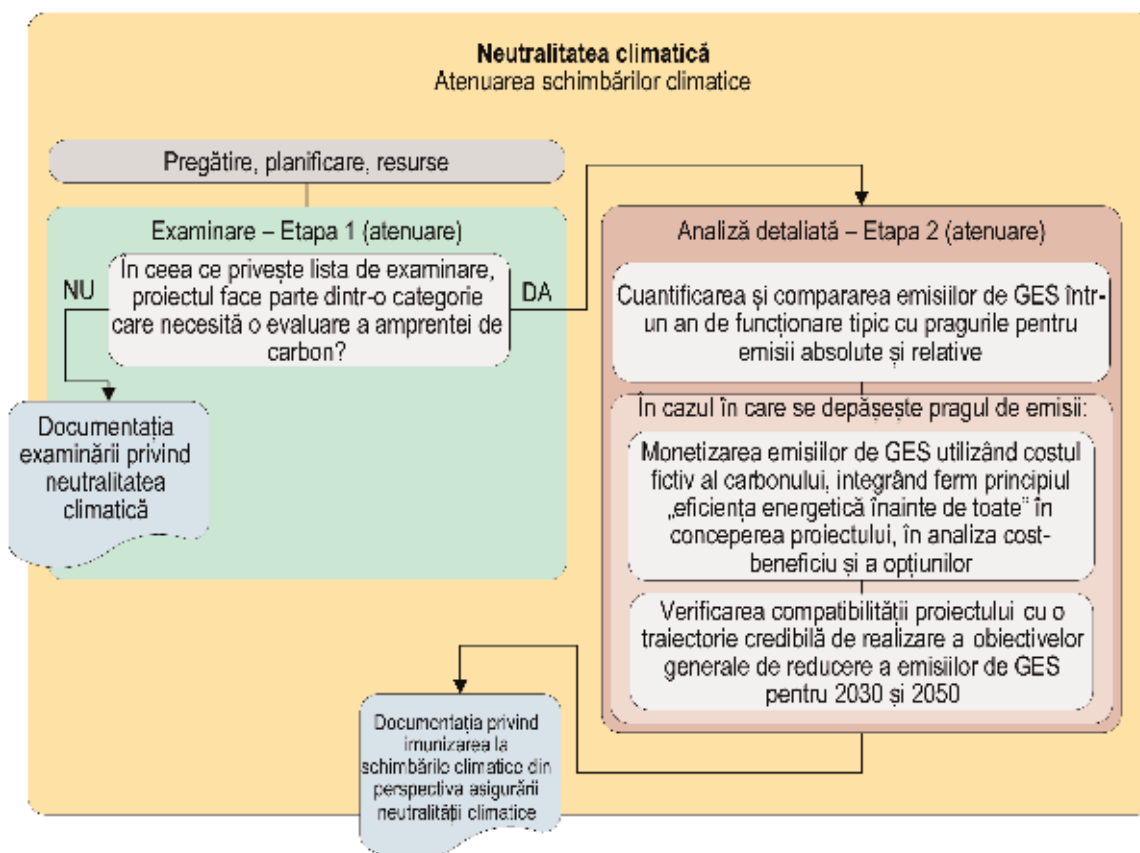 Neutralitatea climatică
Atenuarea schimbărilor climatice
Pregătire, planificare, resurse
Examinare – Etapa 1 (atenuare)
În ceea ce privește lista de examinare,
proiectul face parte dintr-o categorie
care necesită o evaluare a amprentei de
carbon?
NU
DA
Documentația
examinării privind
neutralitatea
climatică
Analiză detaliată – Etapa 2 (atenuare)
Cuantificarea și compararea emisiilor de GES într-
un an de funcționare tipic cu pragurile pentru
emisii absolute și relative
În cazul în care se depășește pragul de emisii:
Monetizarea emisiilor de GES utilizând costul
fictiv al carbonului, integrând ferm principiul
„eficiența energetică înainte de toate” în
conceperea proiectului, în analiza cost-
beneficiu și a opțiunilor
Verificarea compatibilității proiectului cu o
traiectorie credibilă de realizare a obiectivelor
generale de reducere a emisiilor de GES
pentru 2030 și 2050
Documentația privind
imunizarea la
schimbările climatice din
perspectiva asigurării
neutralității climatice